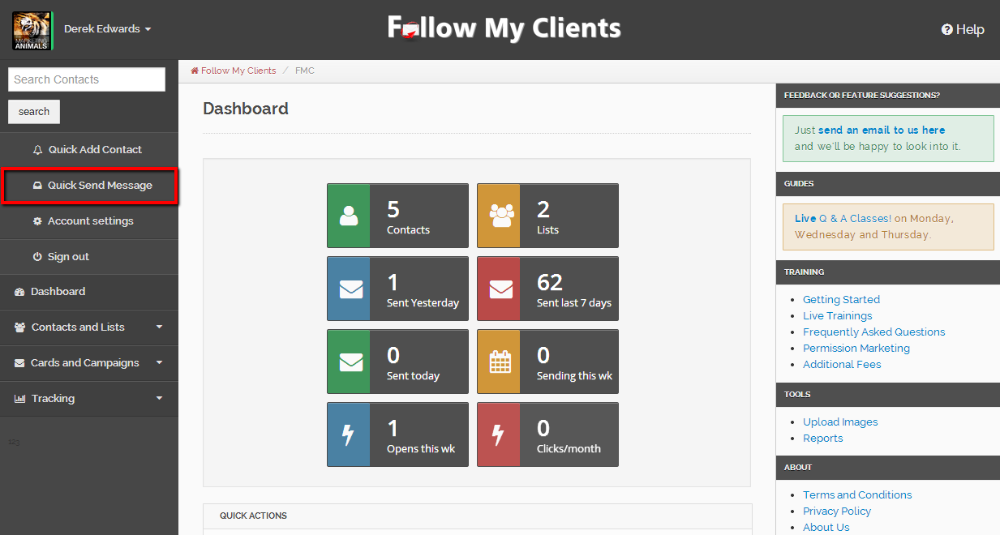 MARKETING
ANIMALS
Derek Edwards
Follow My Clients
Help
Search Contacts
search
Quick Add Contact
Quick Send Message
Account settings
Sign out
Dashboard
Contacts and Lists
Cards and Campaigns
Tracking
123
Follow My Clients / FMC
Dashboard
5
Contacts
2
Lists
1
Sent Yesterday
62
Sent last 7 days
0
Sent today
0
Sending this wk
1
Opens this wk
0
Clicks/month
QUICK ACTIONS
FEEDBACK OR FEATURE SUGGESTIONS?
Just send an email to us here
and we'll be happy to look into it.
GUIDES
Live Q & A Classes! on Monday,
Wednesday and Thursday.
TRAINING
Getting Started
Live Trainings
Frequently Asked Questions
Permission Marketing
Additional Fees
TOOLS
Upload Images
Reports
ABOUT
Terms and Conditions
Privacy Policy
About Us